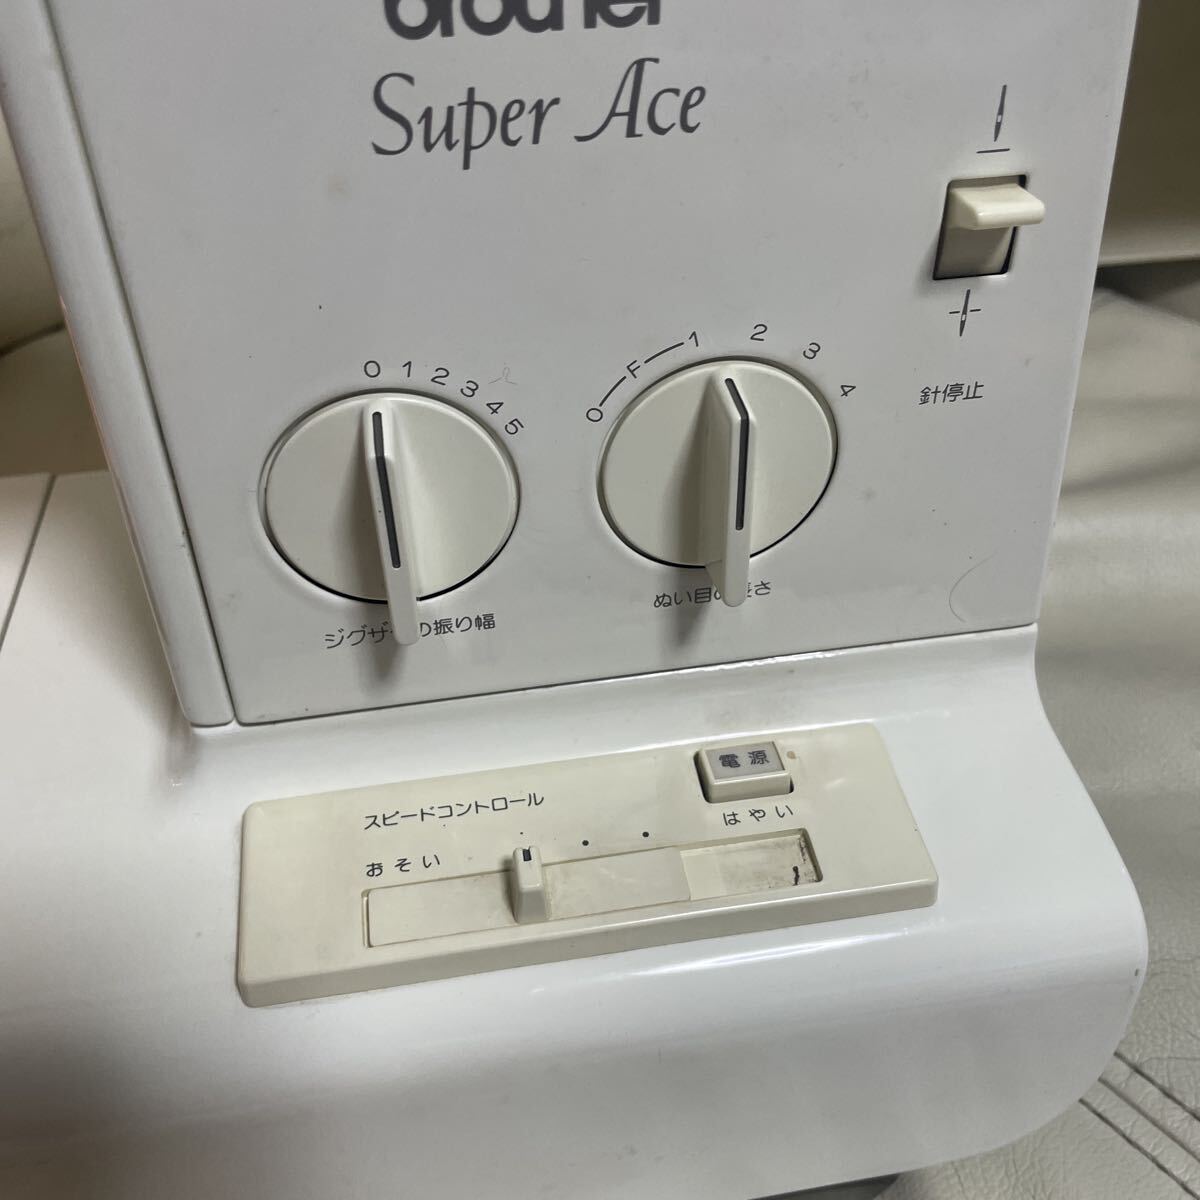 brother
Super Ace
針停止
0 1 2 3 4 5
0 F 1 2 3 4
ジグザグの振り幅
ぬい目の長さ
電源
スピードコントロール
はやい
おそい